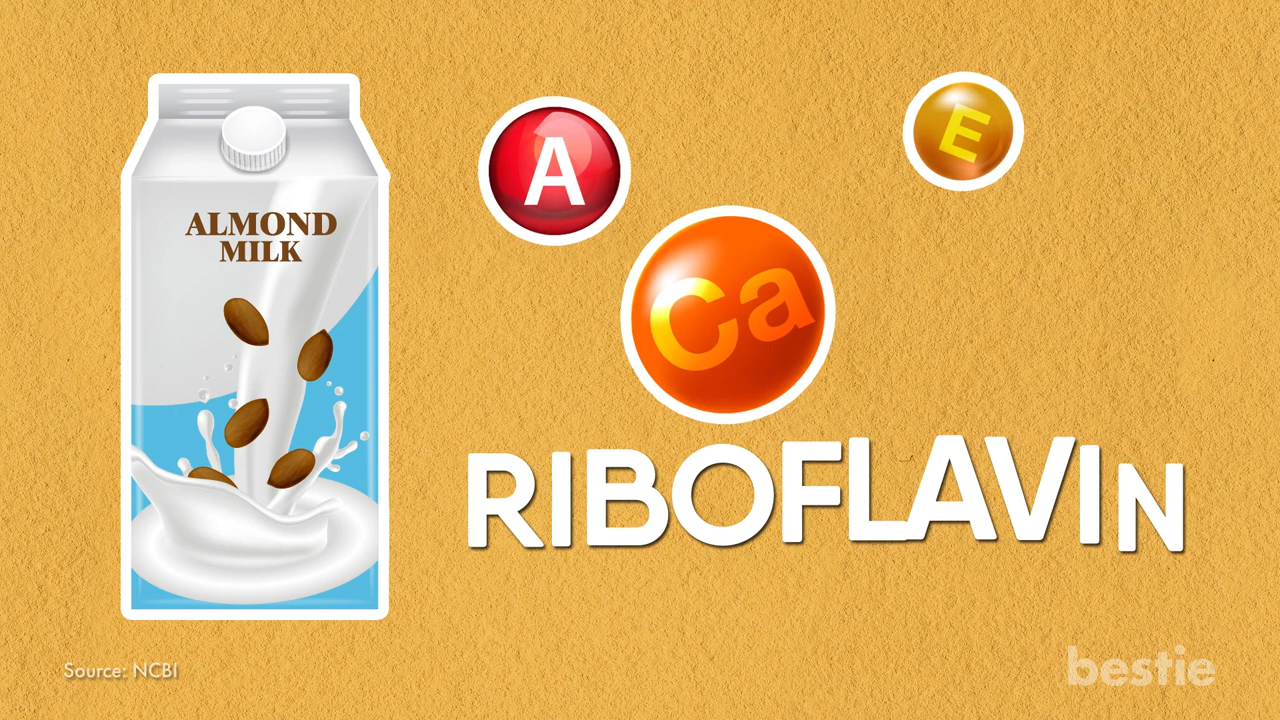 ALMOND
MILK
A
E
Ca
RIBOFLAVIN
Source: NCBI
bestie